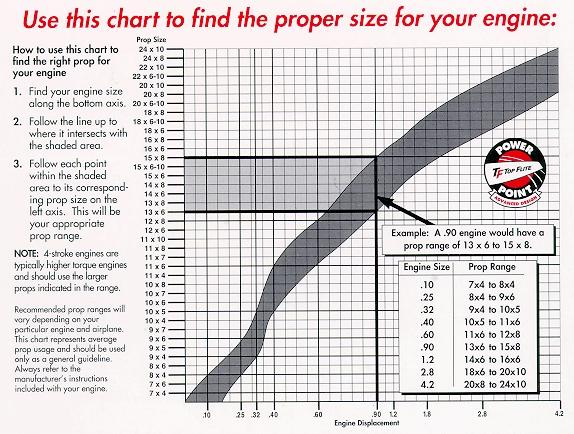 Use this chart to find the proper size for your engine:
How to use this chart to
find the right prop for
your engine
1. Find your engine size
along the bottom axis.
2. Follow the line up to
where it intersects with
the shaded area.
3. Follow each point
within the shaded
area to its correspond-
ing prop size on the
left axis. This will be
your appropriate
prop range.
NOTE: 4-stroke engines are
typically higher torque engines
and should use the larger
props indicated in the range.
Recommended prop ranges will
vary depending on your
particular engine and airplane.
This chart represents average
prop usage and should be used
only as a general guideline.
Always refer to the
manufacturer's instructions
included with your engine.
Prop Size
24 x 10
24 x 8
22 x 10
22 x 6-10
20 x 10
20 x 8
20 x 6-10
18 x 8
18 x 6-10
18 x 6
16 x 8
16 x 6
15 x 8
15 x 6-10
15 x 6
14 x 8
14 x 6
13 x 8
13 x 6
12 x 8
12 x 6
11 x 10
11 x 8
11 x 7
11 x 6
10 x 8
10 x 7
10 x 6
10 x 5
9 x 7
9 x 6
9 x 5
9 x 4
8 x 6
8 x 4
7 x 6
7 x 4
.10 .25 .32 .40 .60 .90 1.2 1.8 2.8 4.2
Engine Displacement
POWER
TF TOP FLITE
POINT
ADVANCED DESIGN
Example: A .90 engine would have a
prop range of 13 x 6 to 15 x 8.
Engine Size Prop Range
.10 7x4 to 8x4
.25 8x4 to 9x6
.32 9x4 to 10x5
.40 10x5 to 11x6
.60 11x6 to 12x8
.90 13x6 to 15x8
1.2 14x6 to 16x6
2.8 18x6 to 20x10
4.2 20x8 to 24x10